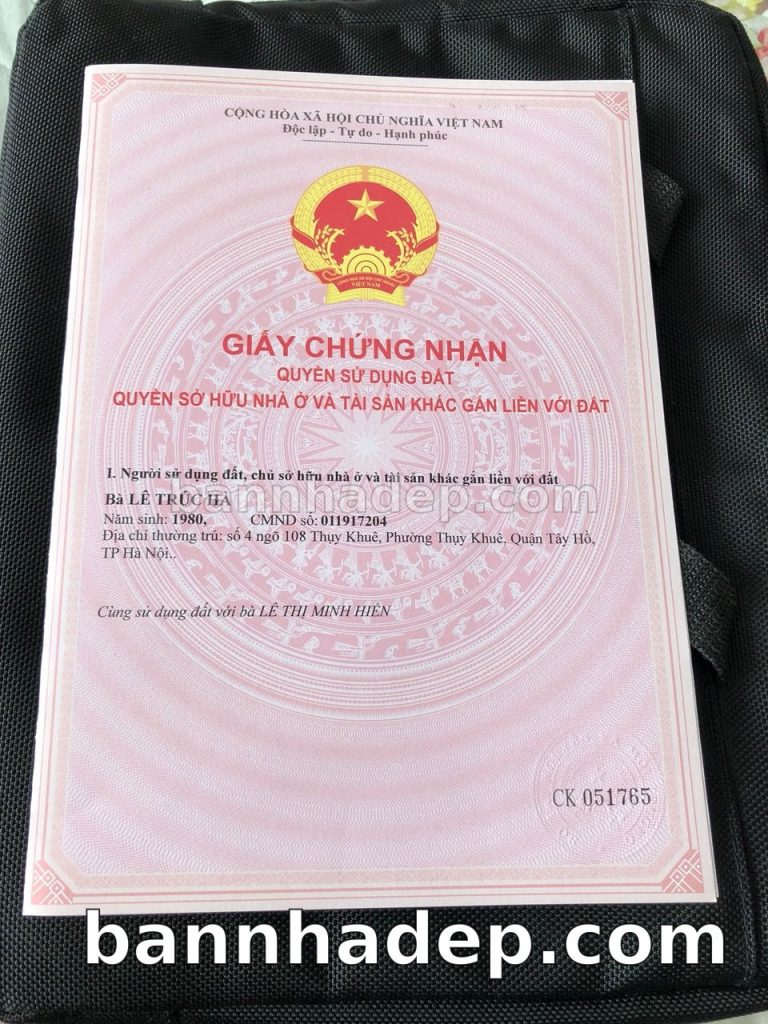 CỘNG HÒA XÃ HỘI CHỦ NGHĨA VIỆT NAM
Độc lập - Tự do - Hạnh phúc
VIỆT NAM
GIẤY CHỨNG NHẬN
QUYỀN SỬ DỤNG ĐẤT
QUYỀN SỞ HỮU NHÀ Ở VÀ TÀI SẢN KHÁC GẮN LIỀN VỚI ĐẤT
I. Người sử dụng đất, chủ sở hữu nhà ở và tài sản khác gắn liền với đất
Bà LÊ TRÚC HÀ
bannhadep.com
Năm sinh: 1980, CMND số: 011917204
Địa chỉ thường trú: số 4 ngõ 108 Thụy Khuê, Phường Thụy Khuê, Quận Tây Hồ,
TP Hà Nội..
Cùng sử dụng đất với bà LÊ THỊ MINH HIỀN
CK 051765
bannhadep.com